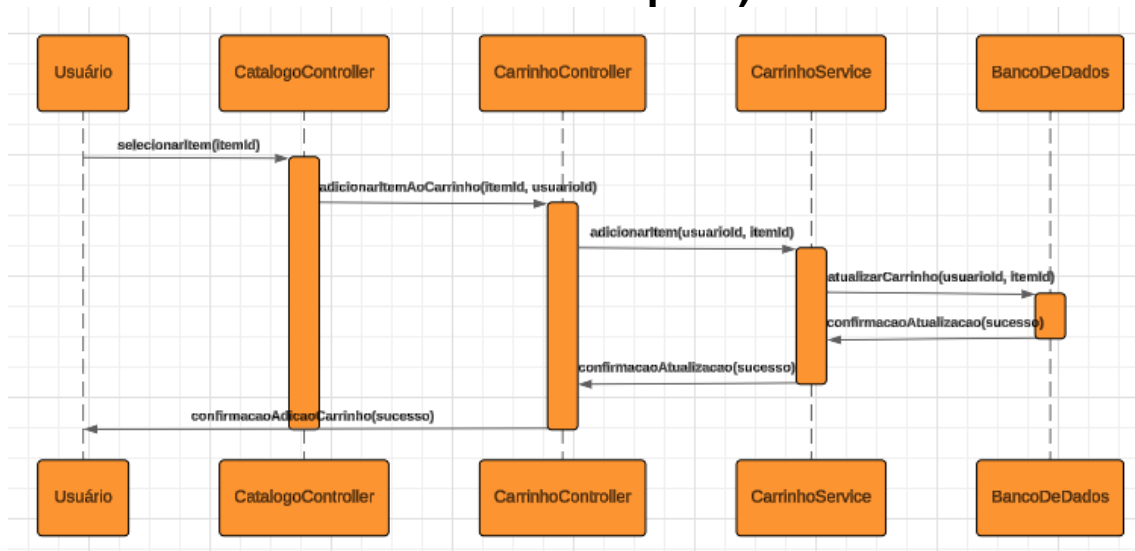 Usuário
CatalogoController
CarrinhoController
CarrinhoService
BancoDeDados
selecionarItem(itemId)
adicionarItemAoCarrinho(itemId, usuarioId)
adicionarItem(usuarioId, itemId)
atualizarCarrinho(usuarioId, itemId)
confirmacaoAtualizacao(sucesso)
confirmacaoAtualizacao(sucesso)
confirmacaoAdicaoCarrinho(sucesso)
Usuário
CatalogoController
CarrinhoController
CarrinhoService
BancoDeDados